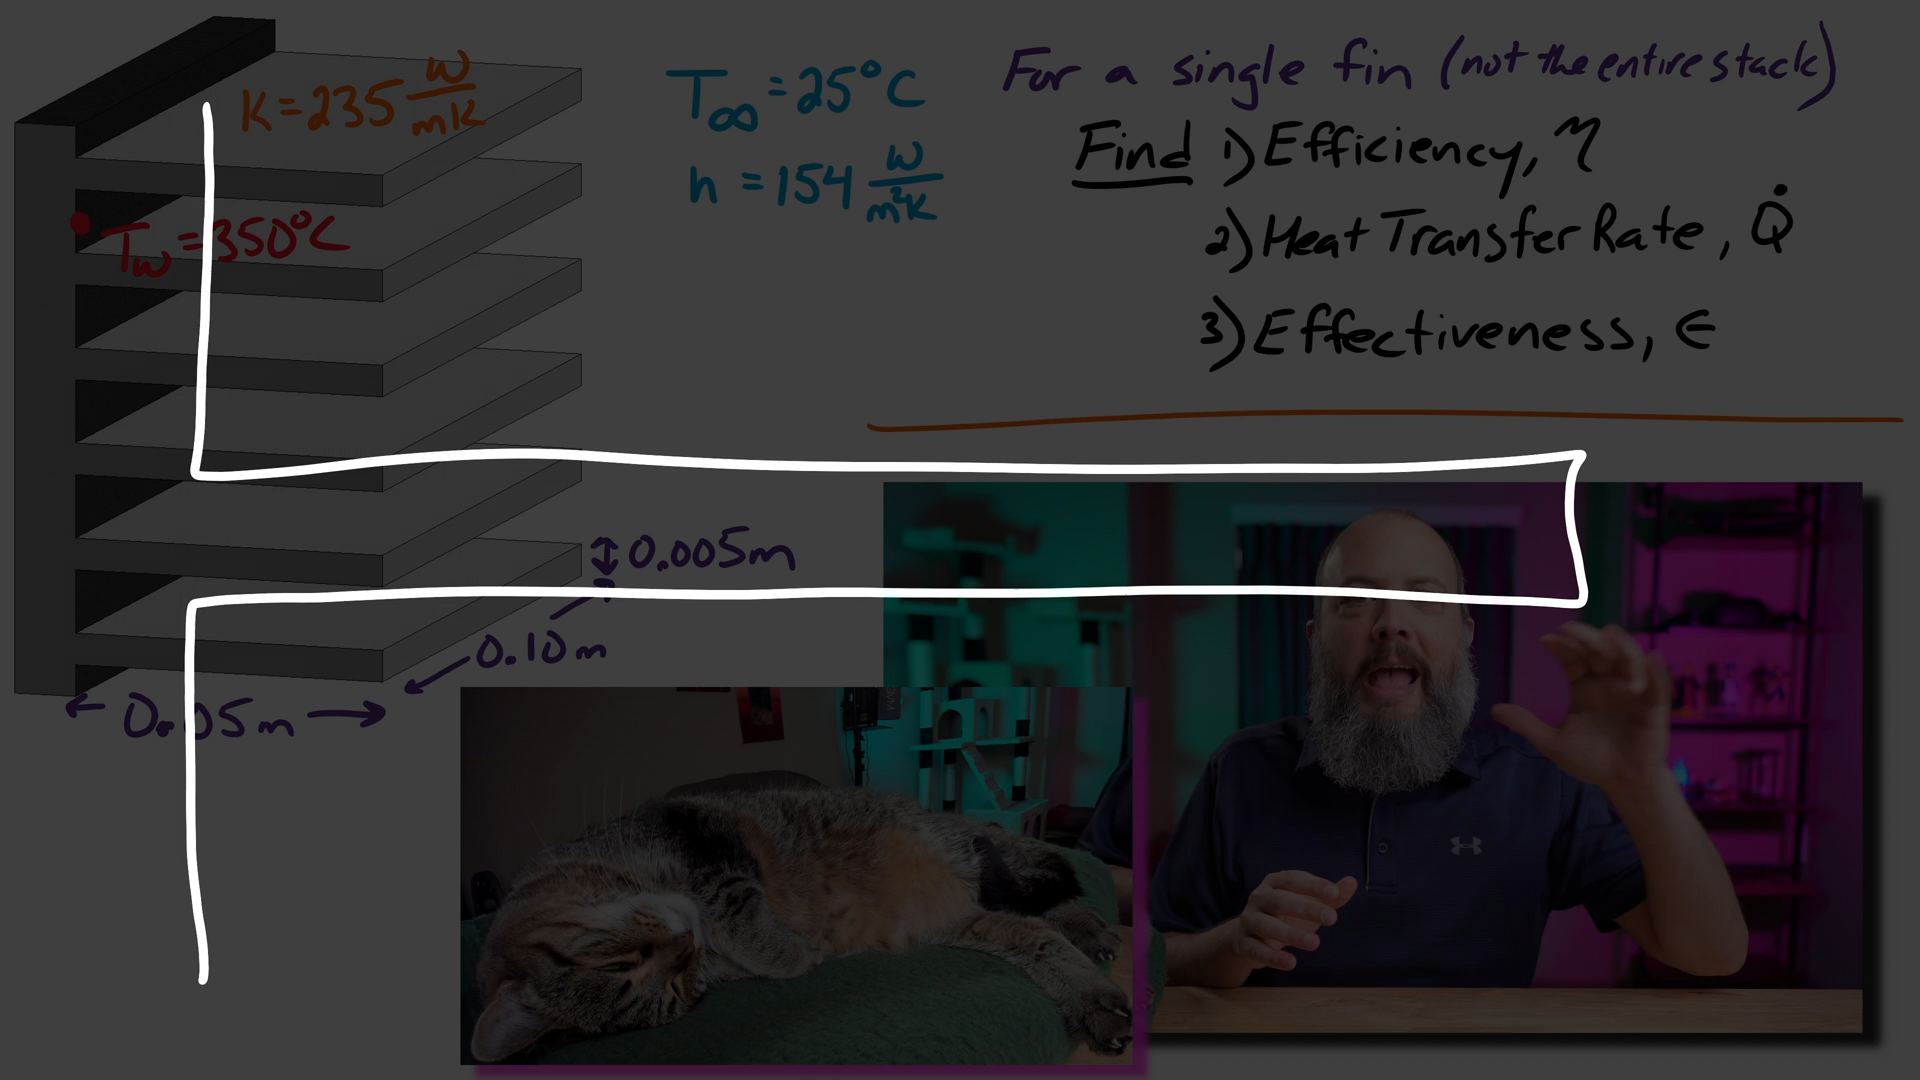 K=235 W/mK
T∞=25°C
h=154 W/m²K
Tw=350°C
For a single fin (not the entire stack)
Find 1) Efficiency, η
2) Heat Transfer Rate, Q̇
3) Effectiveness, ∈
0.005m
0.10m
0.05m